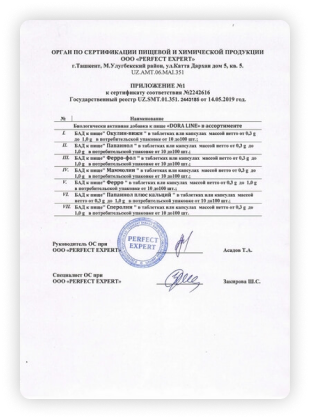 ОРГАН ПО СЕРТИФИКАЦИИ ПИЩЕВОЙ И ХИМИЧЕСКОЙ ПРОДУКЦИИ
ООО «PERFECT EXPERT»
г.Ташкент, М.Улугбекский район, ул.Катта Дархан дом 5, кв. 5.
UZ.AMT.06.MAI.351
ПРИЛОЖЕНИЕ №1
к сертификату соответствия №2242616
Государственный реестр UZ.SMT.01.351. 2443185 от 14.05.2019 год.
№ Наименование
Биологически активная добавка к пище «DORA LINE» в ассортименте
I. БАД к пище" Окулин-нишн " в таблетках или капсулах массой нетто от 0,3 g до 1,0 g в потребительской упаковке от 10 до100 шт.;
II. БАД к пище" Папаянол " в таблетках или капсулах массой нетто от 0,3 g до 1,0 g в потребительской упаковке от 10 до100 шт.;
III. БАД к пище" Ферро-фол " в таблетках или капсулах массой нетто от 0,3 g до 1,0 g в потребительской упаковке от 10 до100 шт.;
IV. БАД к пище" в таблетках или капсулах массой нетто от 0,3 g до 1,0 g в потребительской упаковке от 10 до100 шт.;
V. БАД к пище" Ферро " в таблетках или капсулах массой нетто от 0,3 g до 1,0 g в потребительской упаковке от 10 до100 шт.;
VI. БАД к пище" Папаянол плюс кальций " в таблетках или капсулах массой нетто от 0,3 g до 1,0 g в потребительской упаковке от 10 до100 шт.;
VII. БАД к пище" " в таблетках или капсулах массой нетто от 0,3 g до 1,0 g в потребительской упаковке от 10 до100 шт.
Руководитель ОС при
ООО «PERFECT EXPERT» Асадов Т.А.
PERFECT
EXPERT
Специалист ОС при
ООО «PERFECT EXPERT» Закирова Ш.С.